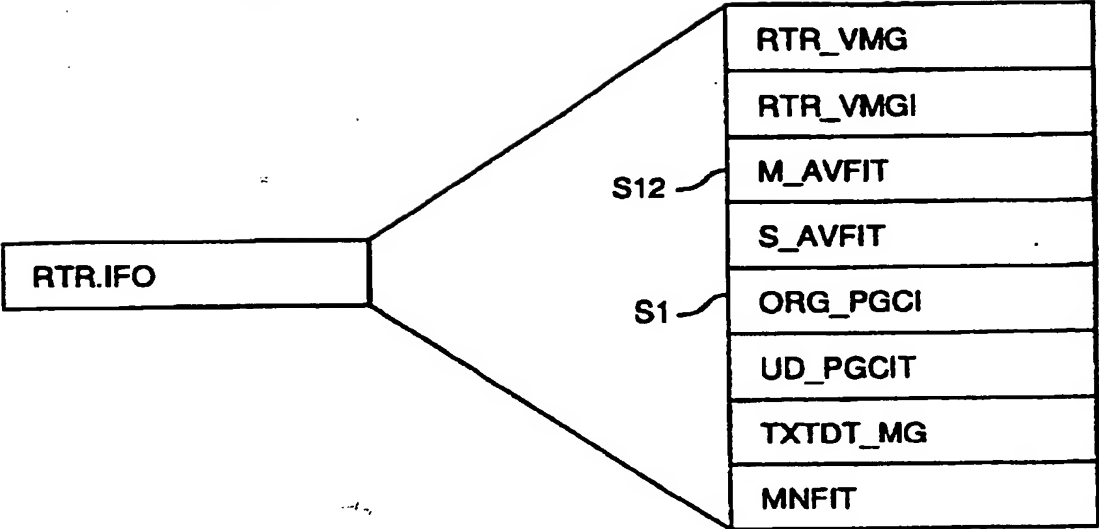 RTR_VMG
RTR_VMGI
S12 M_AVFIT
S_AVFIT
RTR.IFO
S1 ORG_PGCI
UD_PGCIT
TXTDT_MG
MNFIT